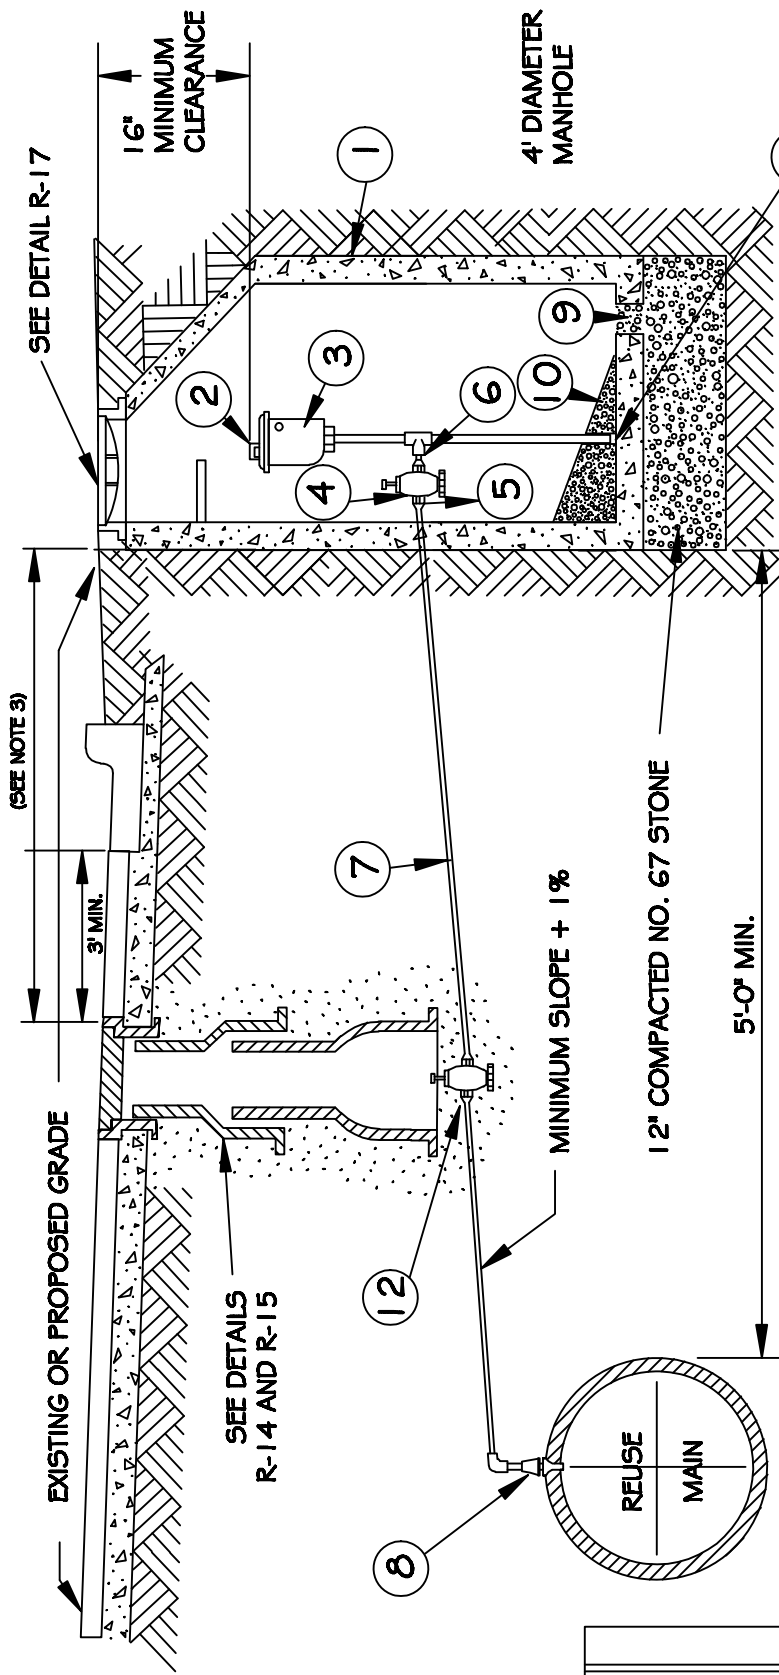 EXISTING OR PROPOSED GRADE
(SEE NOTE 3)
3' MIN.
SEE DETAIL R-17
16"
MINIMUM
CLEARANCE
SEE DETAILS
R-14 AND R-15
4' DIAMETER
MANHOLE
1
2
3
4
5
6
7
8
9
10
12
MINIMUM SLOPE + 1%
12" COMPACTED NO. 67 STONE
5'-0" MIN.
REUSE
MAIN